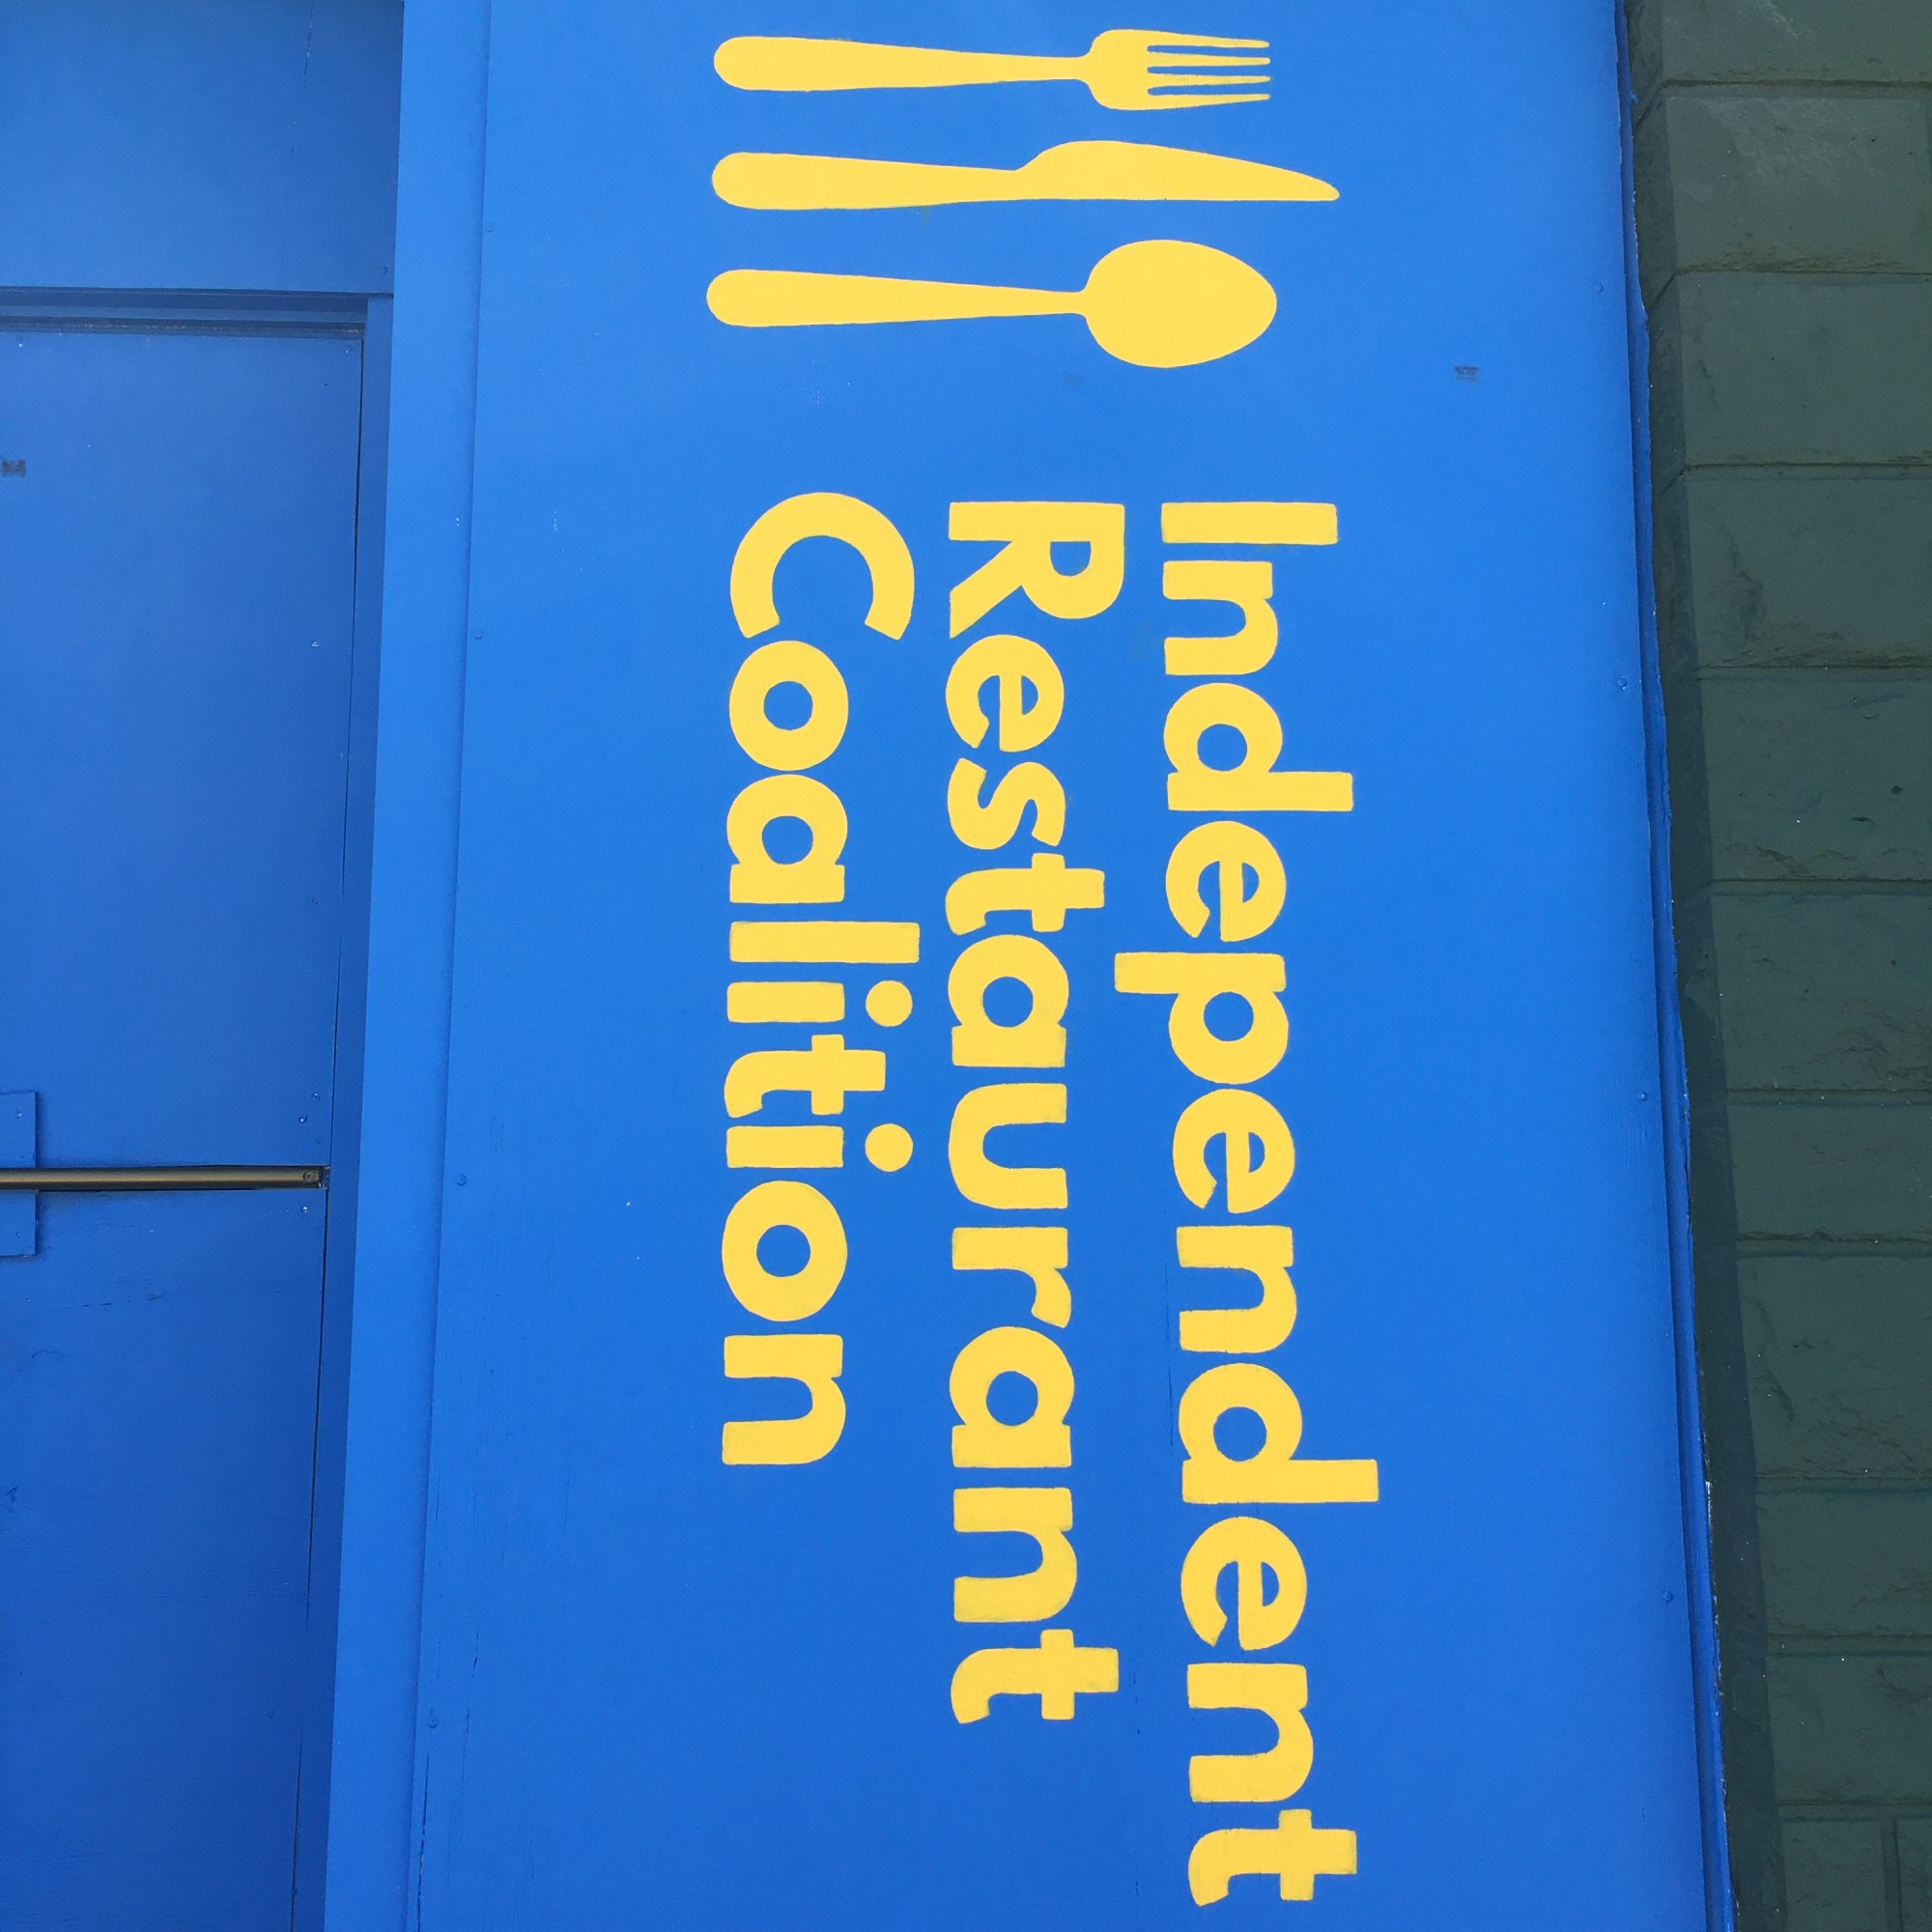 Independent
Restaurant
Coalition